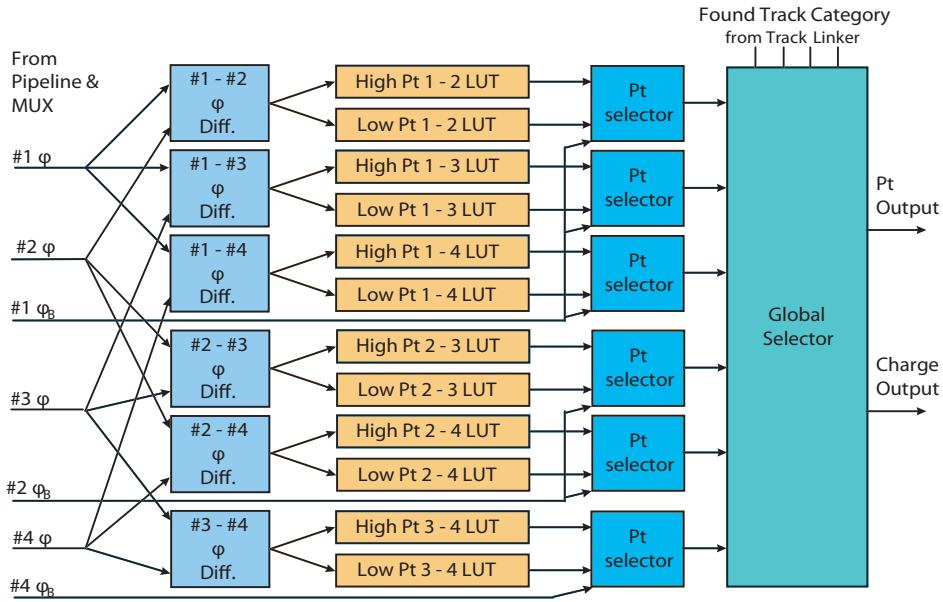 Found Track Category
from Track Linker
From
Pipeline &
MUX
#1 φ
#2 φ
#1 φB
#3 φ
#2 φB
#4 φ
#4 φB
#1 - #2
φ
Diff.
#1 - #3
φ
Diff.
#1 - #4
φ
Diff.
#2 - #3
φ
Diff.
#2 - #4
φ
Diff.
#3 - #4
φ
Diff.
High Pt 1 - 2 LUT
Low Pt 1 - 2 LUT
High Pt 1 - 3 LUT
Low Pt 1 - 3 LUT
High Pt 1 - 4 LUT
Low Pt 1 - 4 LUT
High Pt 2 - 3 LUT
Low Pt 2 - 3 LUT
High Pt 2 - 4 LUT
Low Pt 2 - 4 LUT
High Pt 3 - 4 LUT
Low Pt 3 - 4 LUT
Pt
selector
Pt
selector
Pt
selector
Pt
selector
Pt
selector
Pt
selector
Global
Selector
Pt
Output
Charge
Output